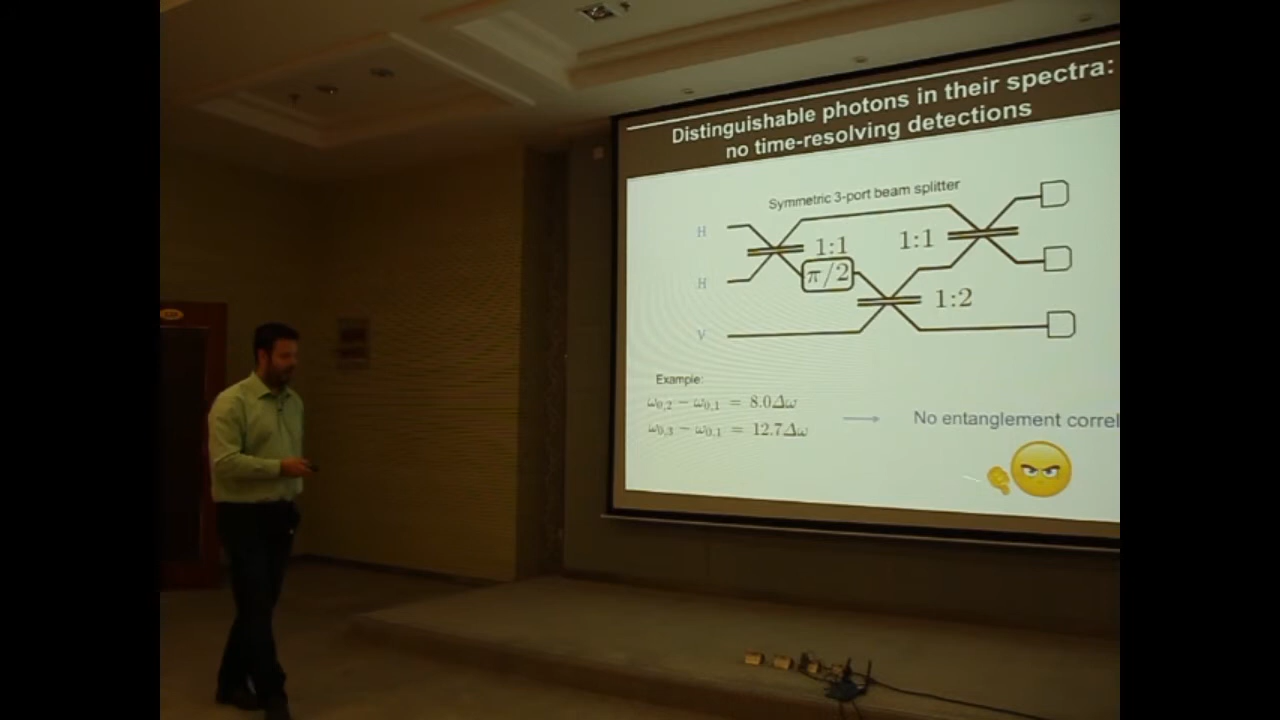 Distinguishable photons in their spectra:
no time-resolving detections
Symmetric 3-port beam splitter
H
1:1
1:1
H
π/2
1:2
V
Example:
ω₀,₂ − ω₀,₁ = 8.0Δω
ω₀,₃ − ω₀,₁ = 12.7Δω
No entanglement correl